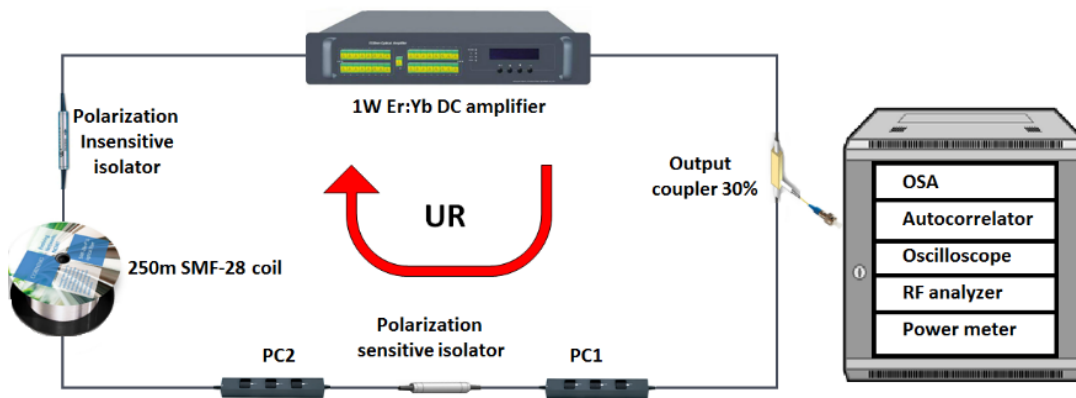 1W Er:Yb DC amplifier
Polarization
Insensitive
isolator
Output
coupler 30%
UR
250m SMF-28 coil
Polarization
sensitive isolator
PC2
PC1
OSA
Autocorrelator
Oscilloscope
RF analyzer
Power meter